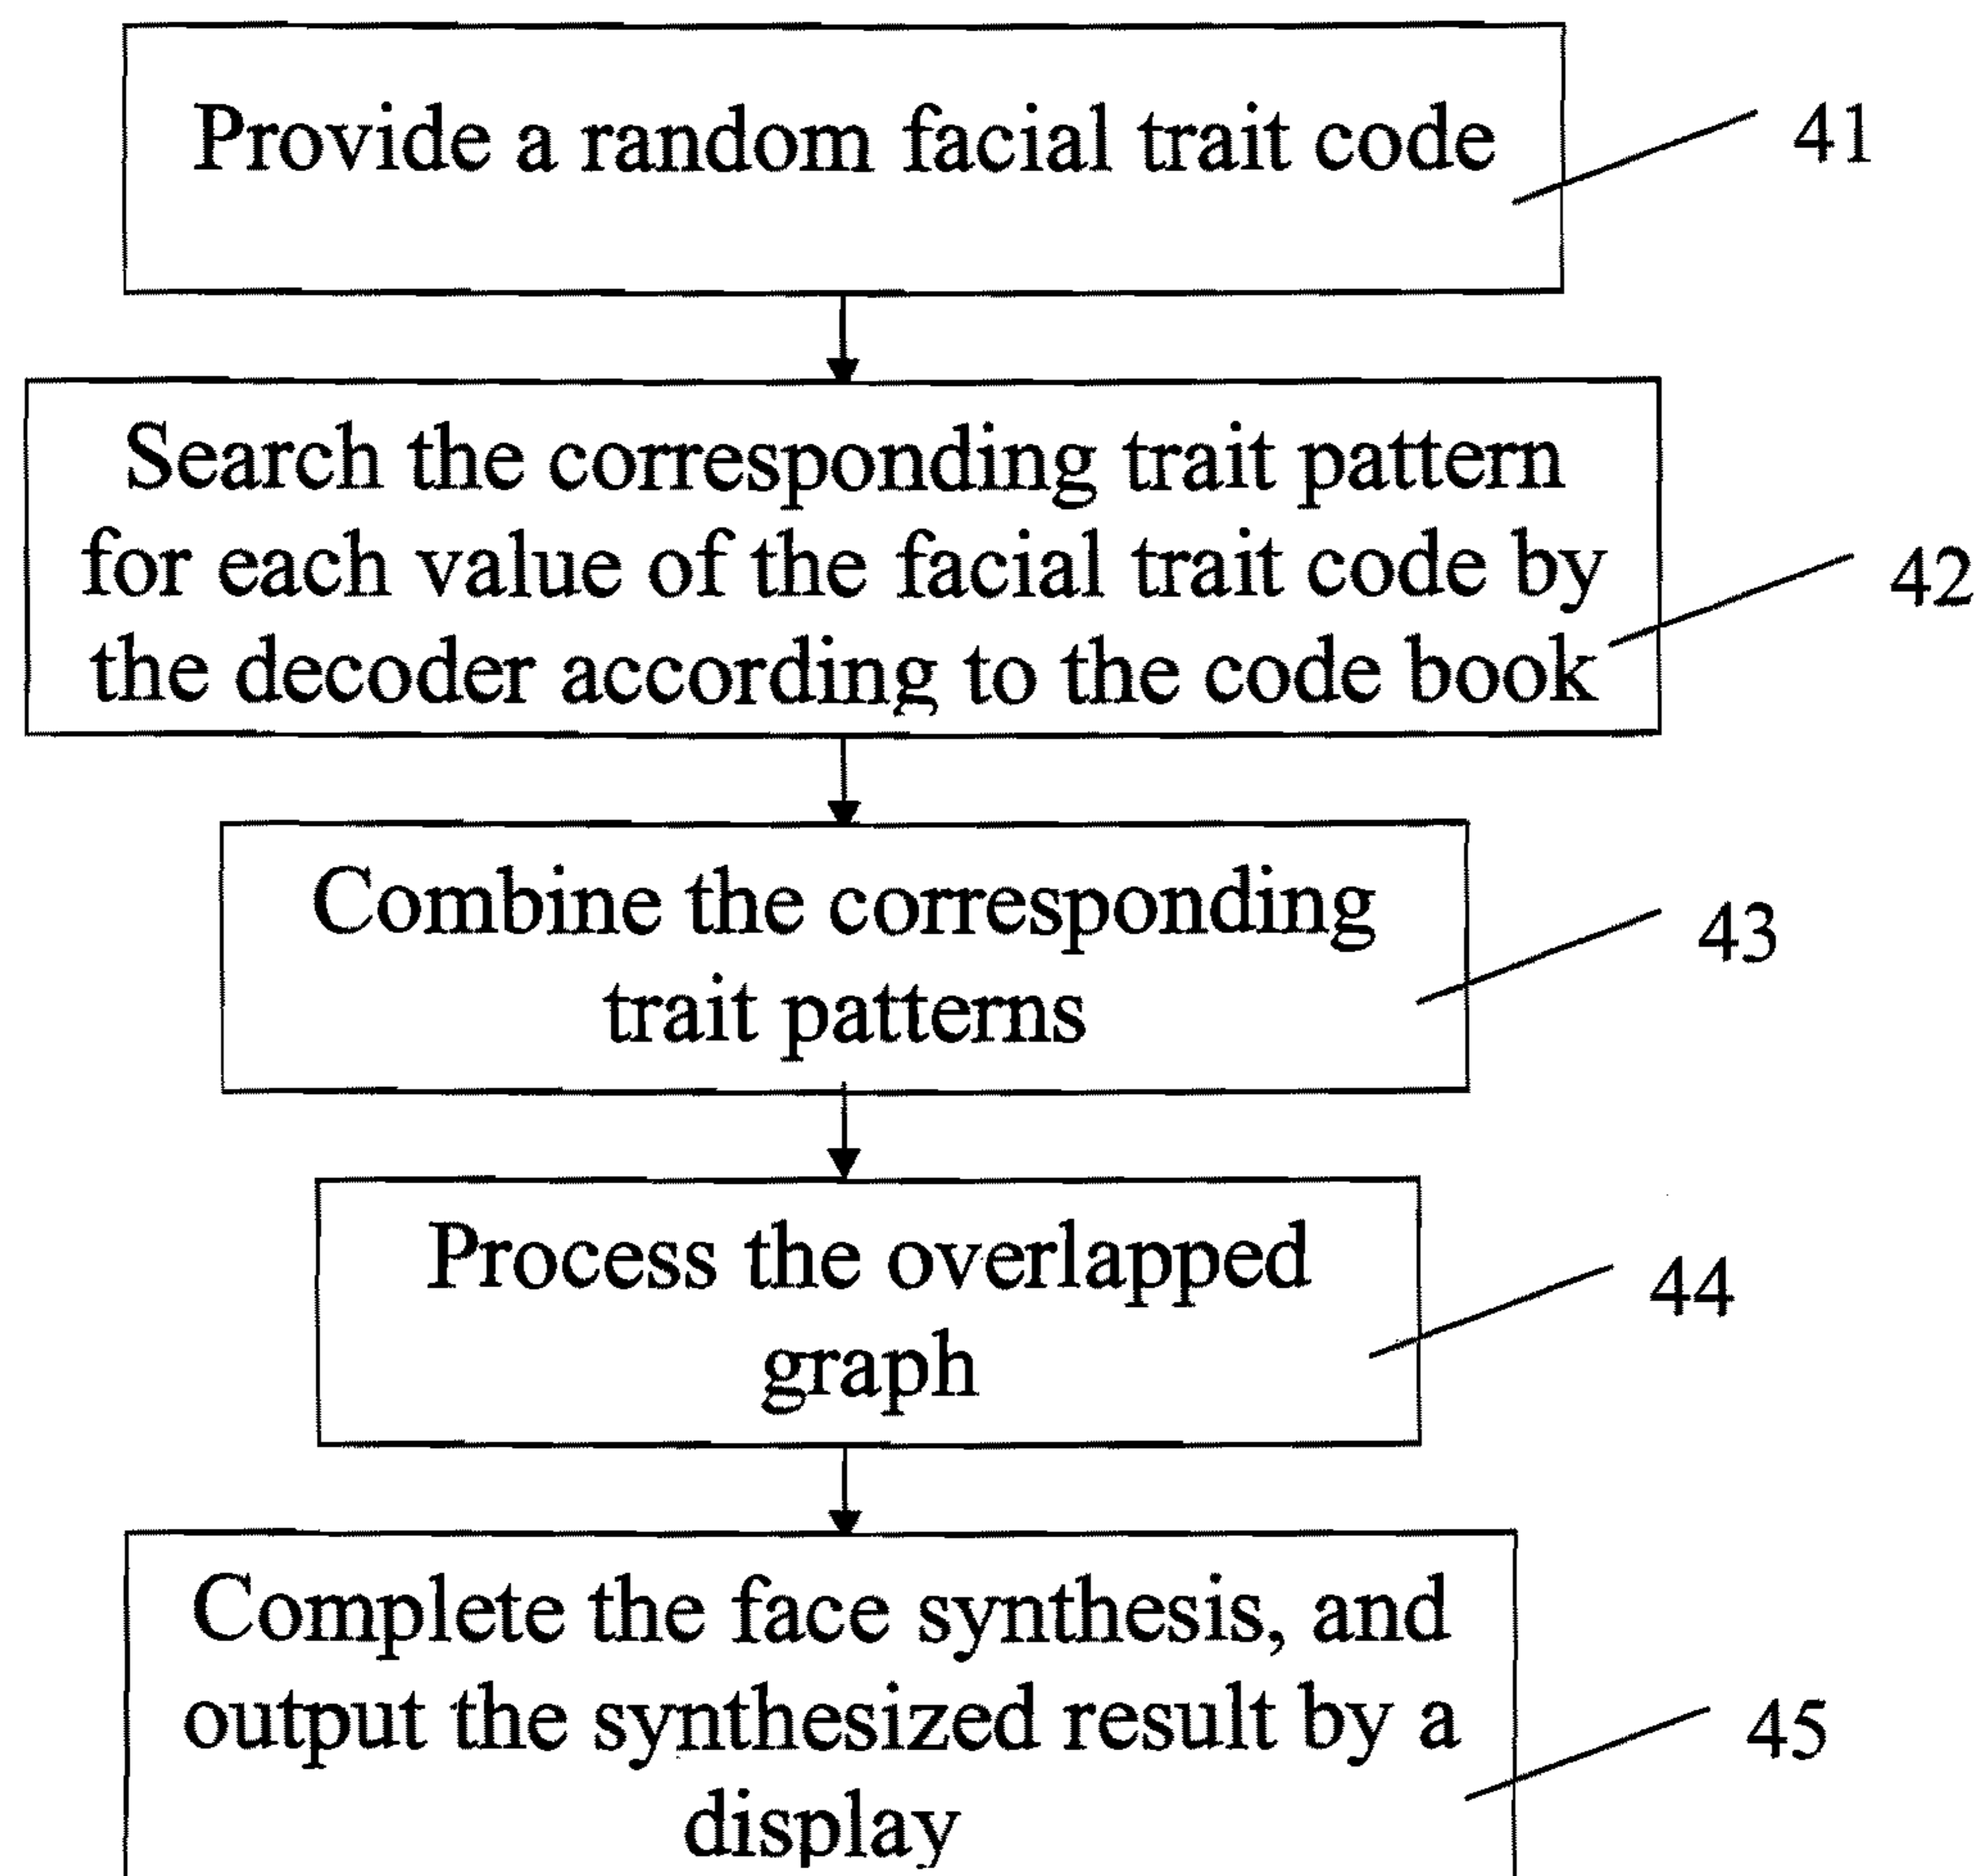 Provide a random facial trait code
41
Search the corresponding trait pattern
for each value of the facial trait code by
the decoder according to the code book
42
Combine the corresponding
trait patterns
43
Process the overlapped
graph
44
Complete the face synthesis, and
output the synthesized result by a
display
45